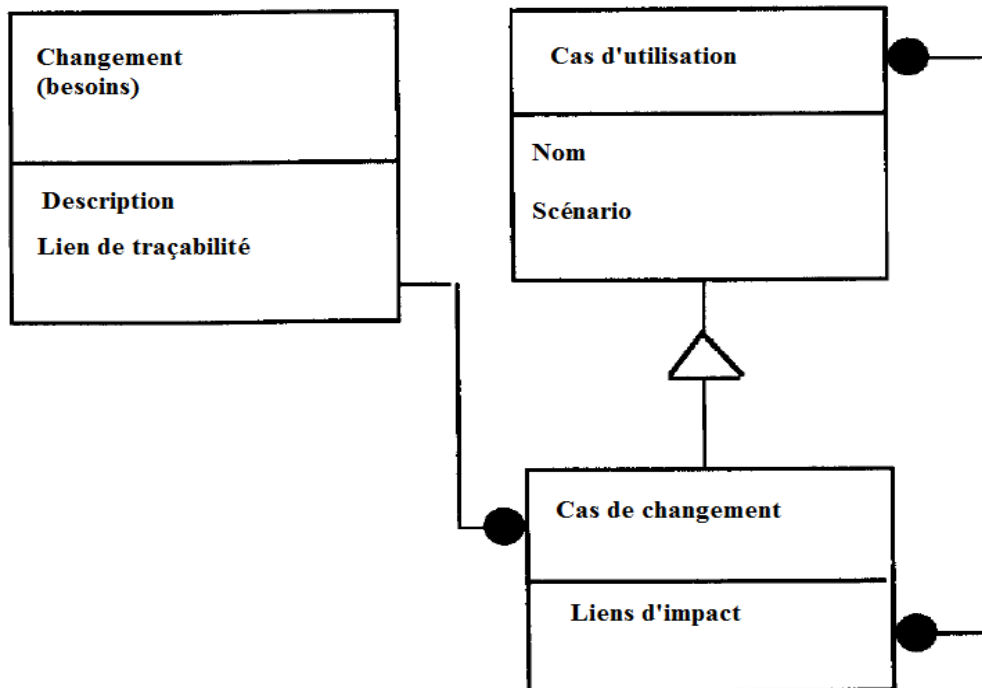 Changement
(besoins)
Description
Lien de traçabilité
Cas d'utilisation
Nom
Scénario
Cas de changement
Liens d'impact